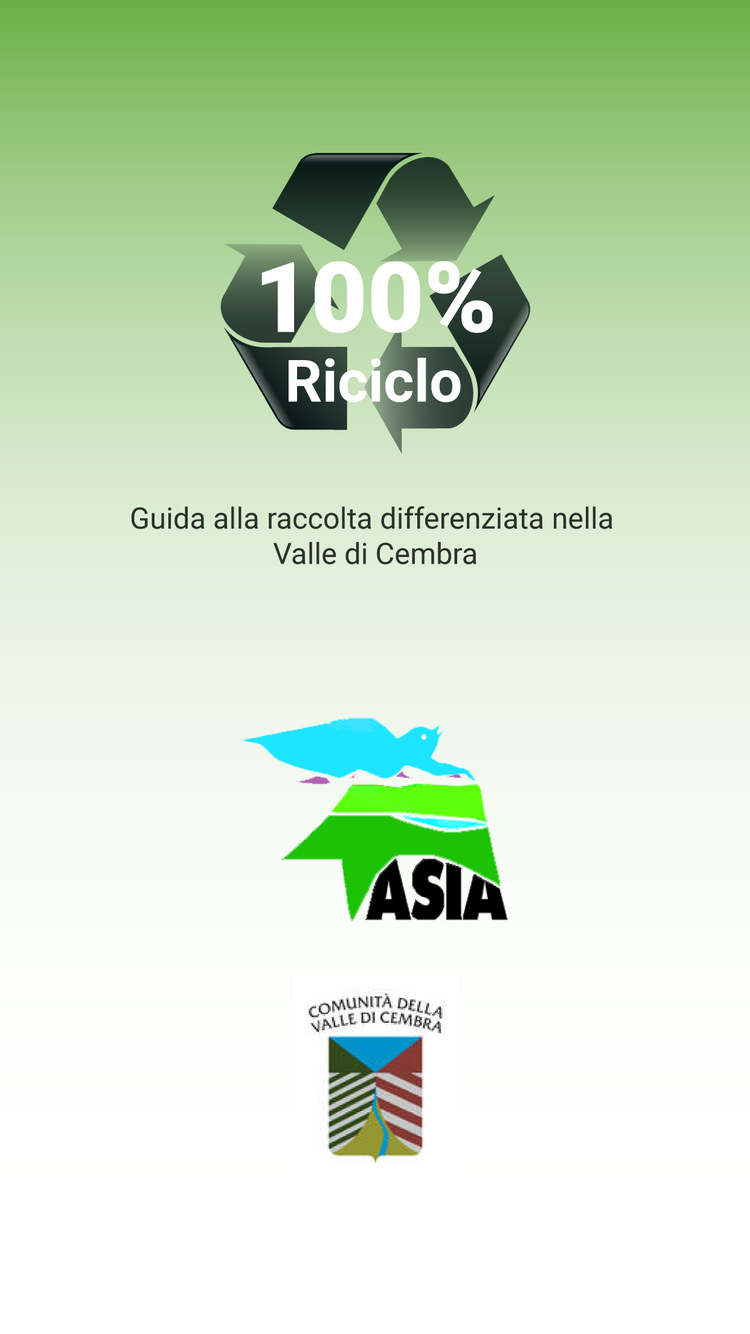 100%
Riciclo
Guida alla raccolta differenziata nella
Valle di Cembra
ASIA
COMUNITÀ DELLA
VALLE DI CEMBRA